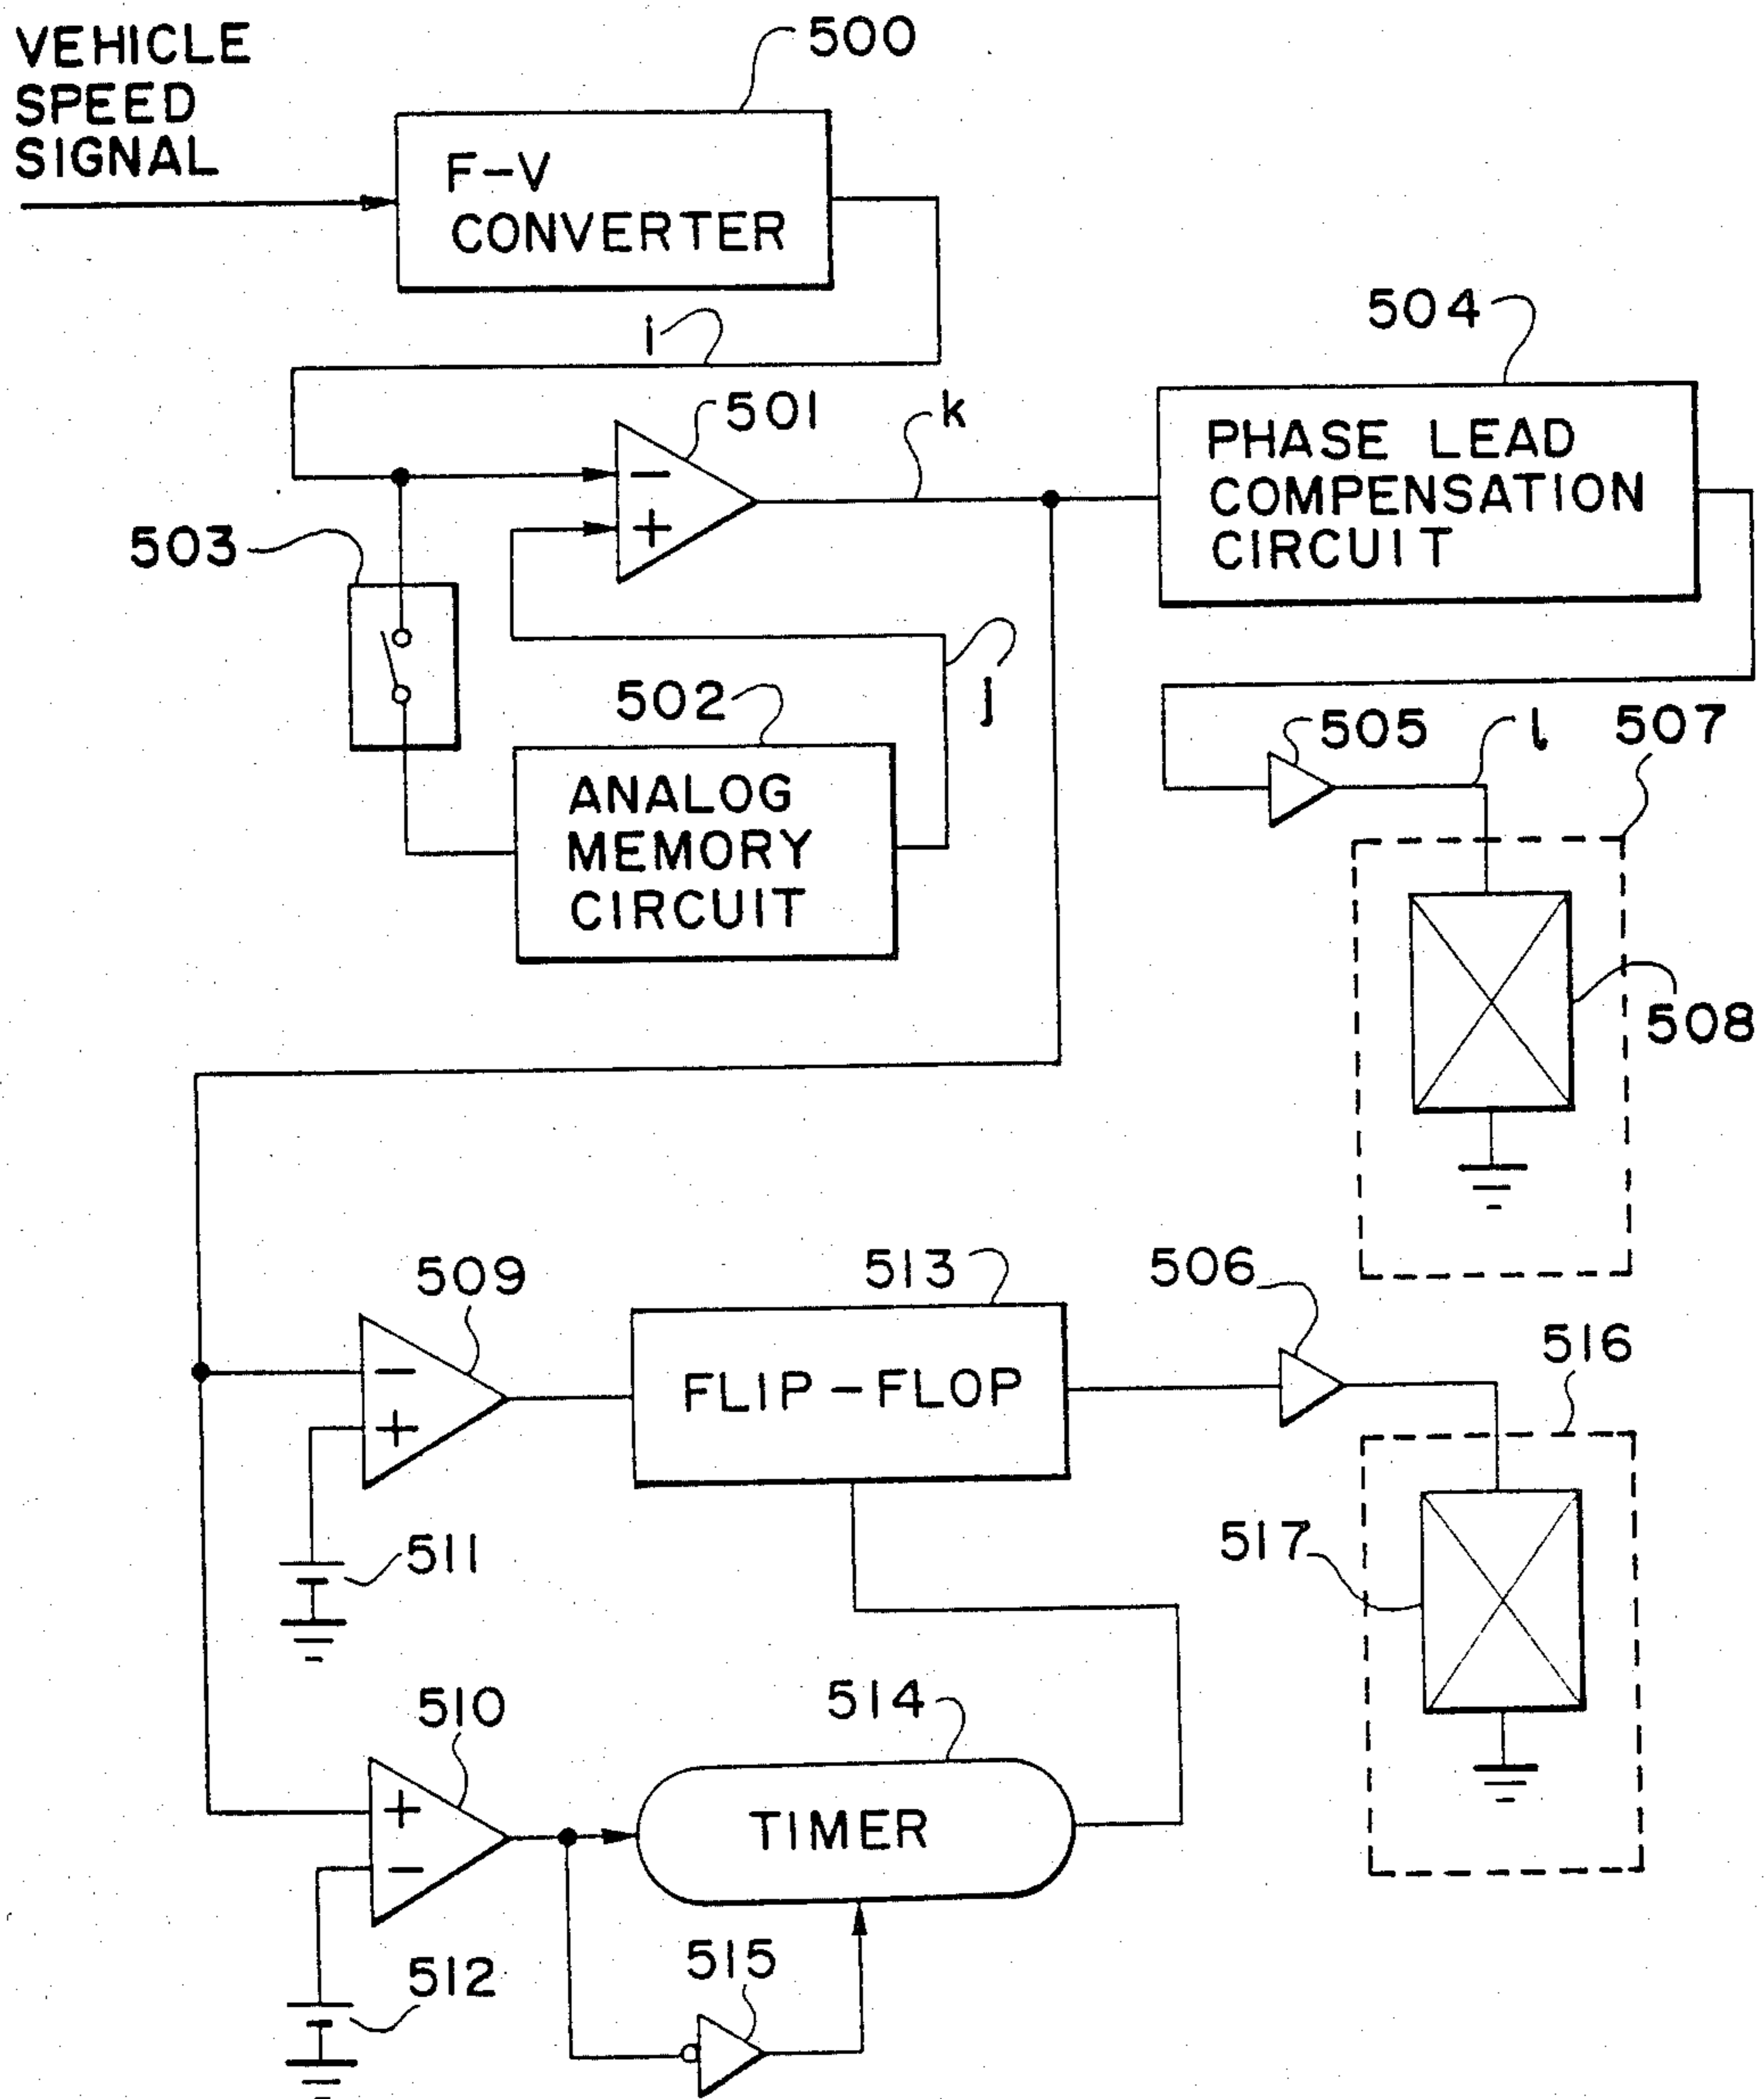 VEHICLE
SPEED
SIGNAL
500
F-V
CONVERTER
i
504
501
k
PHASE LEAD
COMPENSATION
CIRCUIT
-
+
503
j
502
ANALOG
MEMORY
CIRCUIT
505
l
507
508
509
513
506
516
-
+
FLIP-FLOP
511
517
510
514
+
-
TIMER
512
515